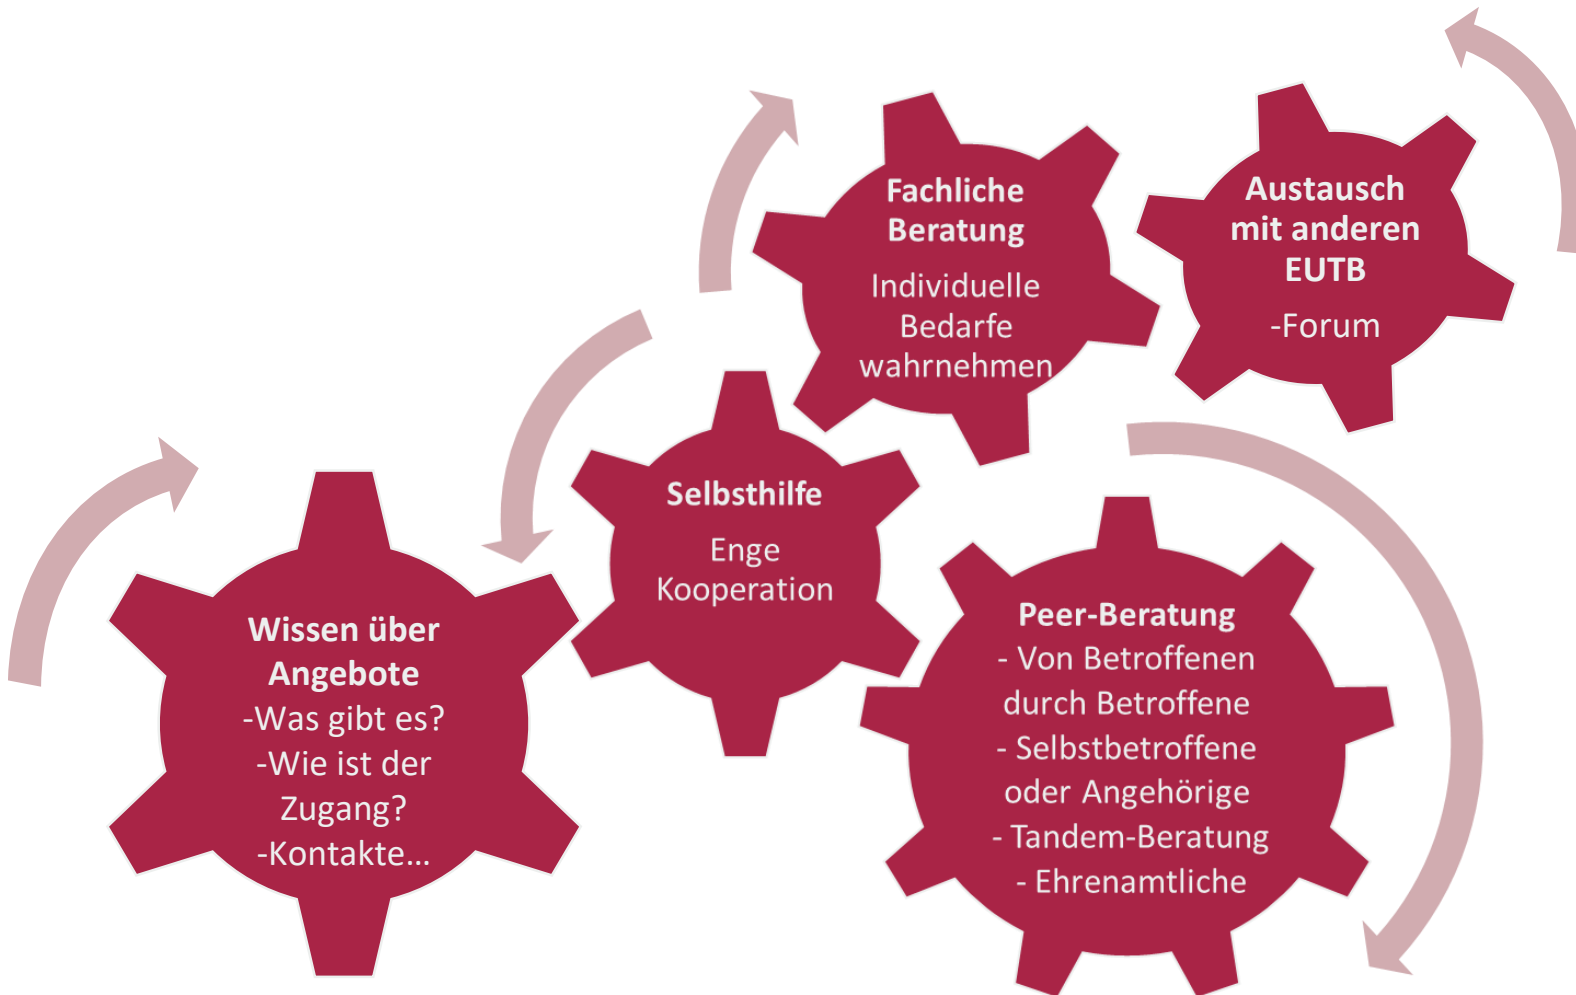 Fachliche
Beratung
Individuelle
Bedarfe
wahrnehmen
Austausch
mit anderen
EUTB
-Forum
Selbsthilfe
Enge
Kooperation
Wissen über
Angebote
-Was gibt es?
-Wie ist der
Zugang?
-Kontakte...
Peer-Beratung
- Von Betroffenen
durch Betroffene
- Selbstbetroffene
oder Angehörige
- Tandem-Beratung
- Ehrenamtliche